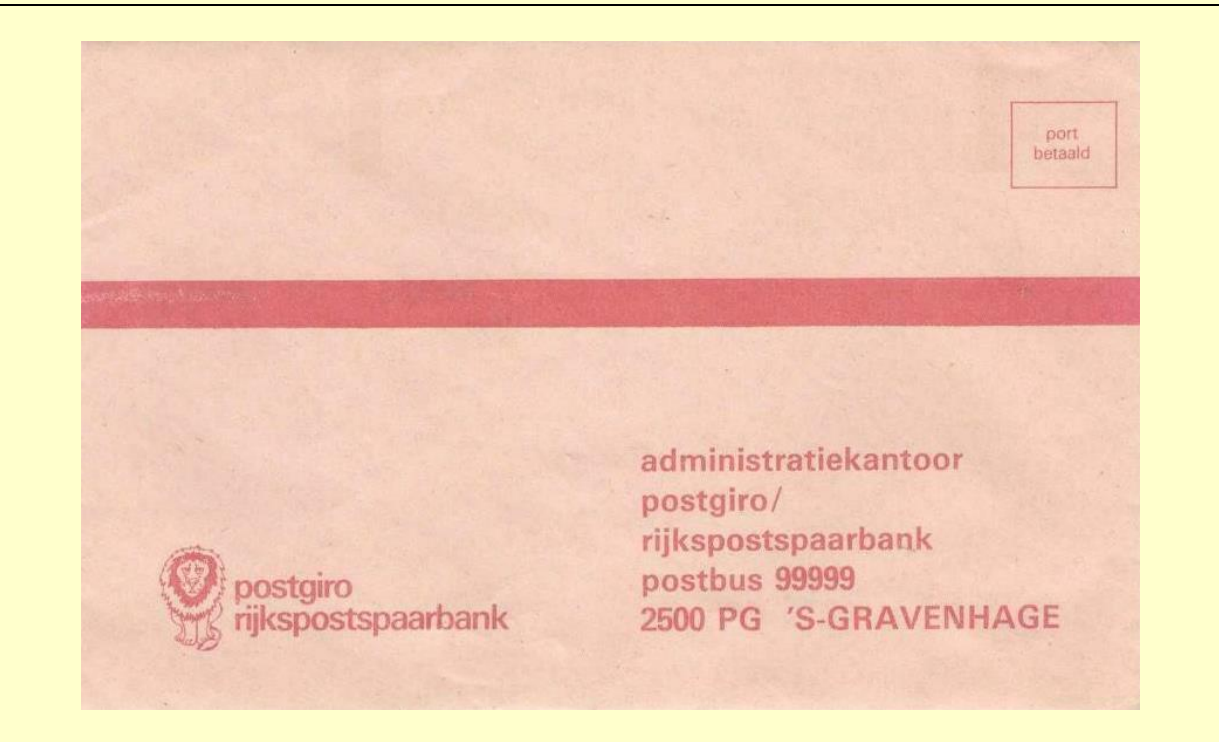 port
betaald
administratiekantoor
postgiro/
rijkspostspaarbank
postbus 99999
2500 PG 'S-GRAVENHAGE
postgiro
rijkspostspaarbank